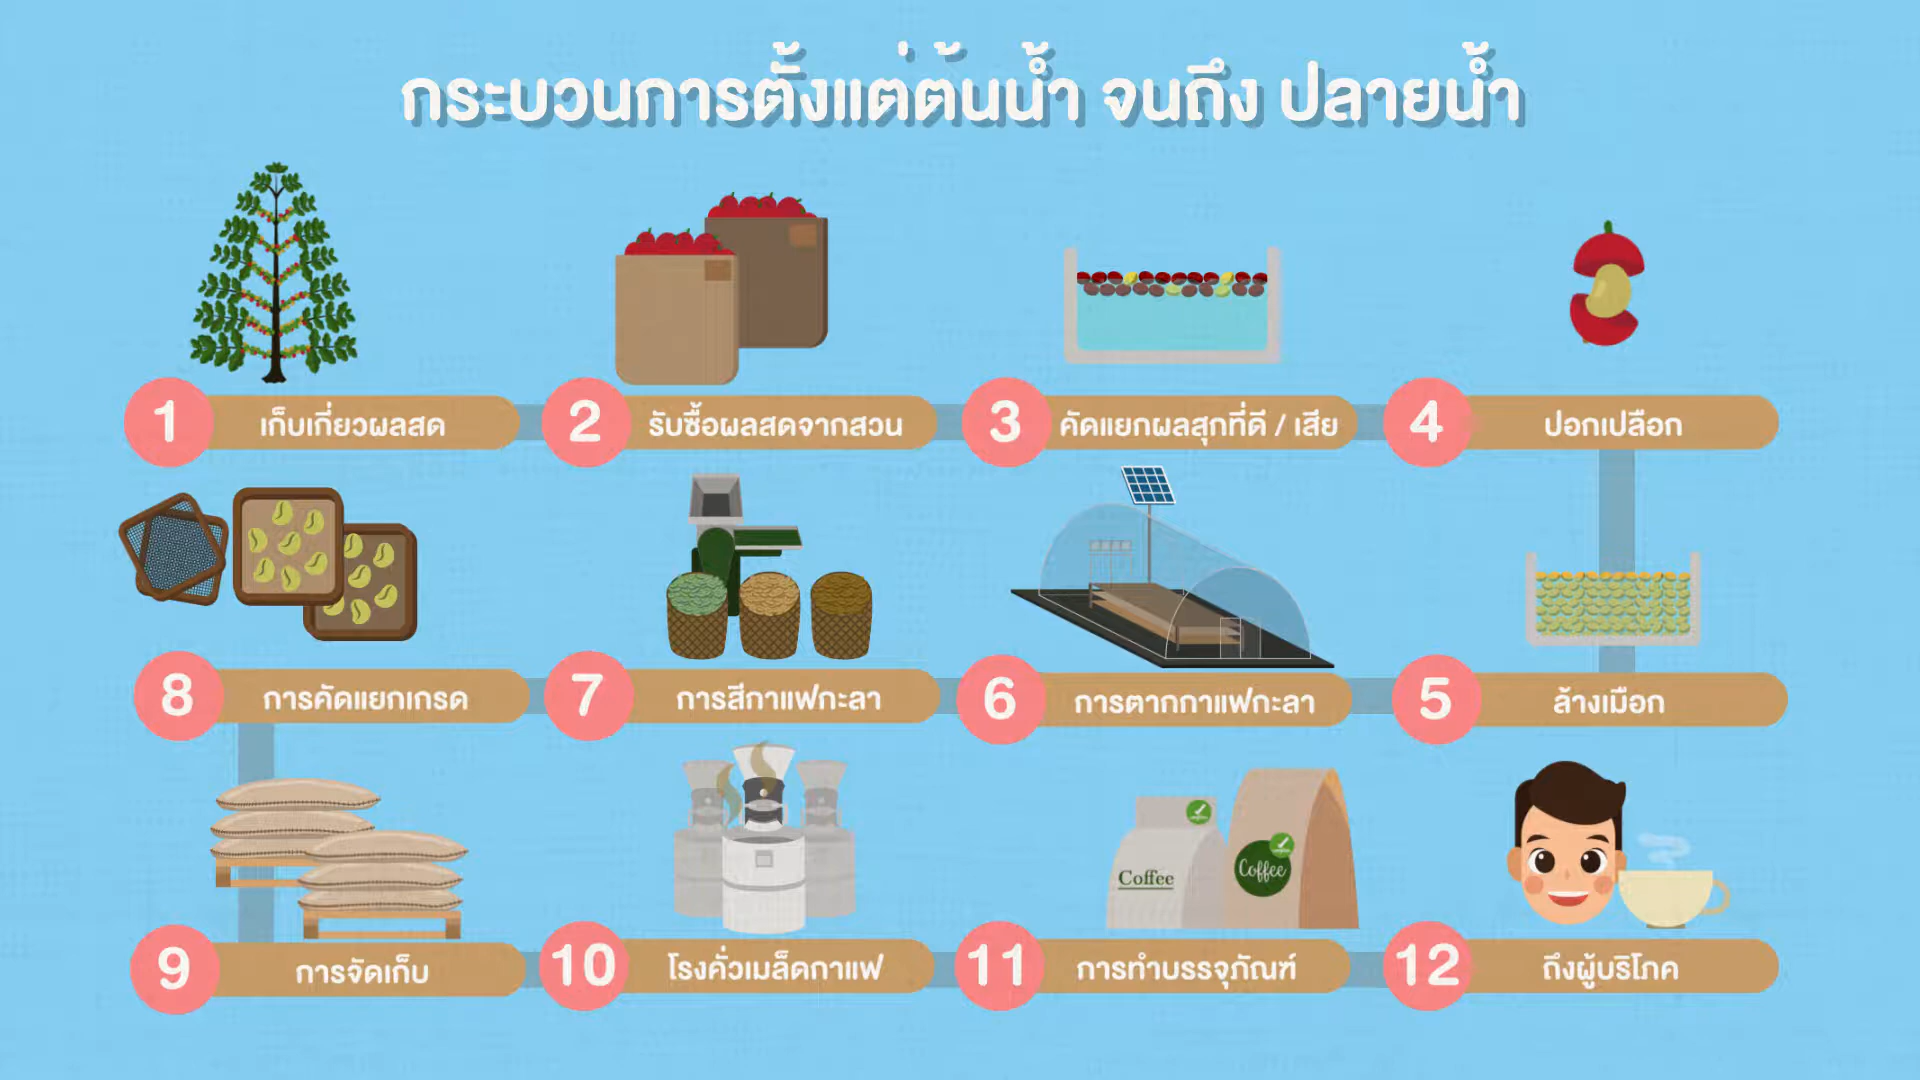 กระบวนการตั้งแต่ต้นน้ำ จนถึง ปลายน้ำ
1 เก็บเกี่ยวผลสด
2 รับซื้อผลสดจากสวน
3 คัดแยกผลสุกที่ดี / เสีย
4 ปอกเปลือก
5 ล้างเมือก
6 การตากกาแฟกะลา
7 การสีกาแฟกะลา
8 การคัดแยกเกรด
9 การจัดเก็บ
10 โรงคั่วเมล็ดกาแฟ
Coffee
Coffee
11 การทำบรรจุภัณฑ์
12 ถึงผู้บริโภค